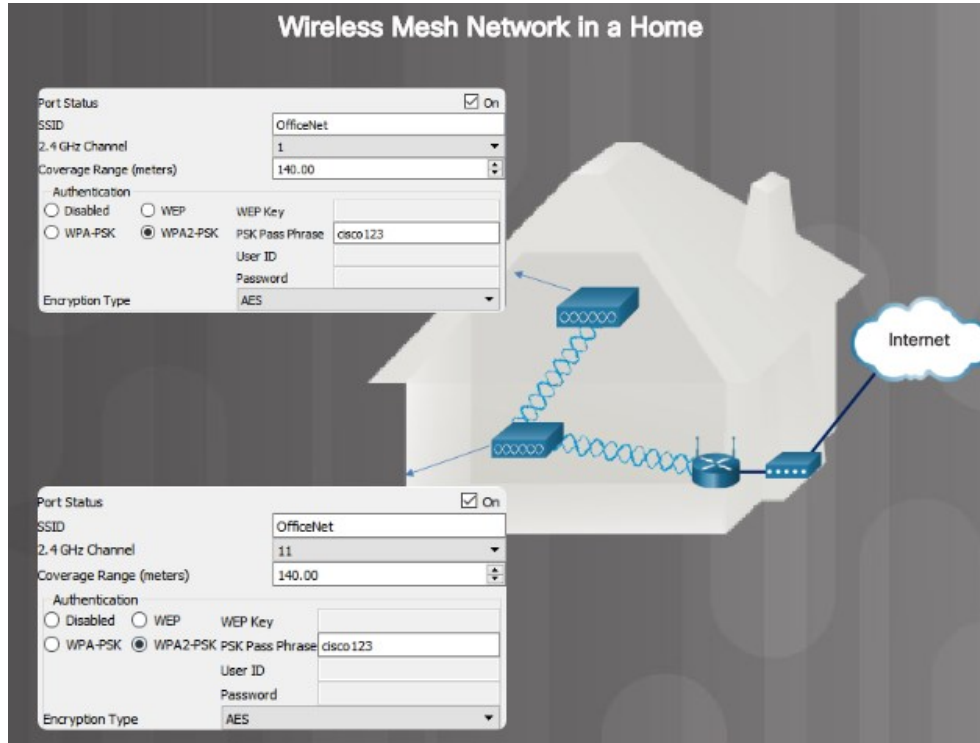 Wireless Mesh Network in a Home
Port Status On
SSID OfficeNet
2.4 GHz Channel 1
Coverage Range (meters) 140.00
Authentication
Disabled WEP WEP Key
WPA-PSK WPA2-PSK PSK Pass Phrase cisco123
User ID
Password
Encryption Type AES
Internet
Port Status On
SSID OfficeNet
2.4 GHz Channel 11
Coverage Range (meters) 140.00
Authentication
Disabled WEP WEP Key
WPA-PSK WPA2-PSK PSK Pass Phrase cisco123
User ID
Password
Encryption Type AES